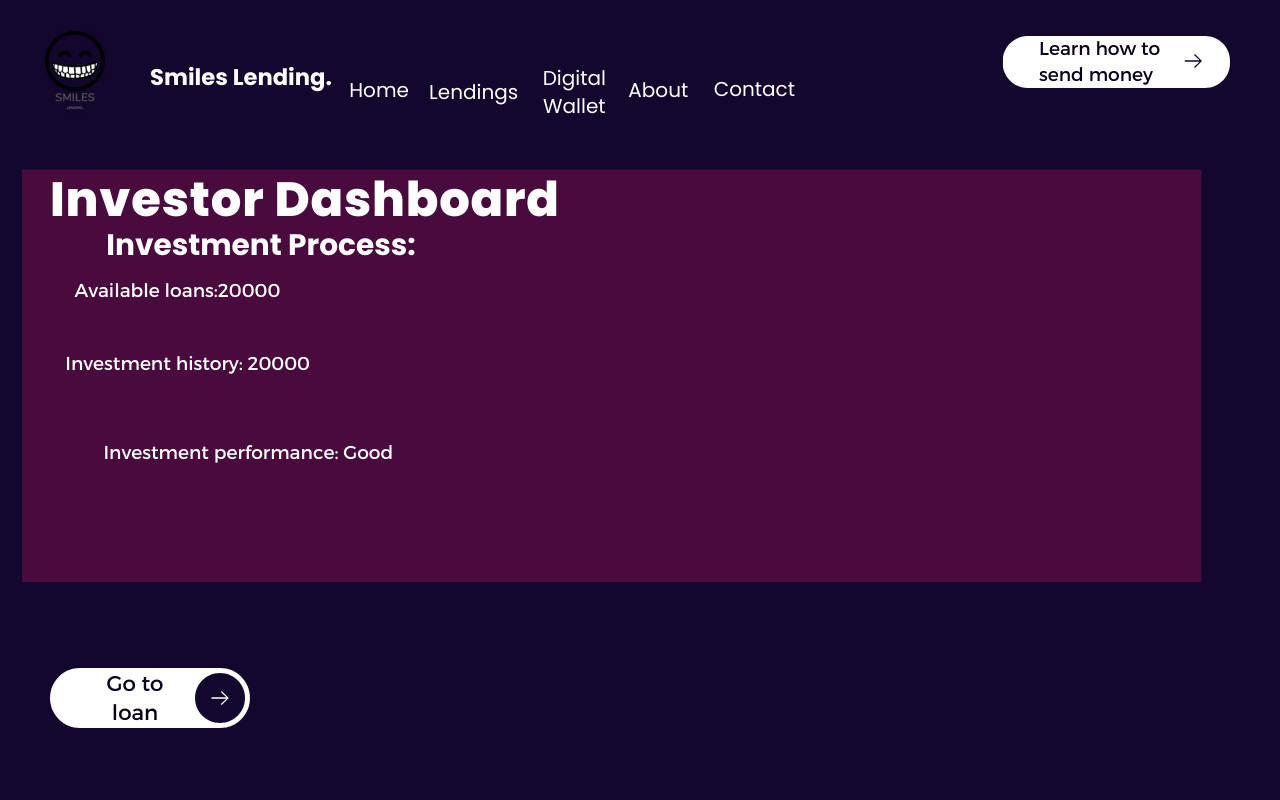 SMILES
LENDING.
Smiles Lending.
Home
Lendings
Digital
Wallet
About
Contact
Learn how to
send money
Investor Dashboard
Investment Process:
Available loans:20000
Investment history: 20000
Investment performance: Good
Go to
loan